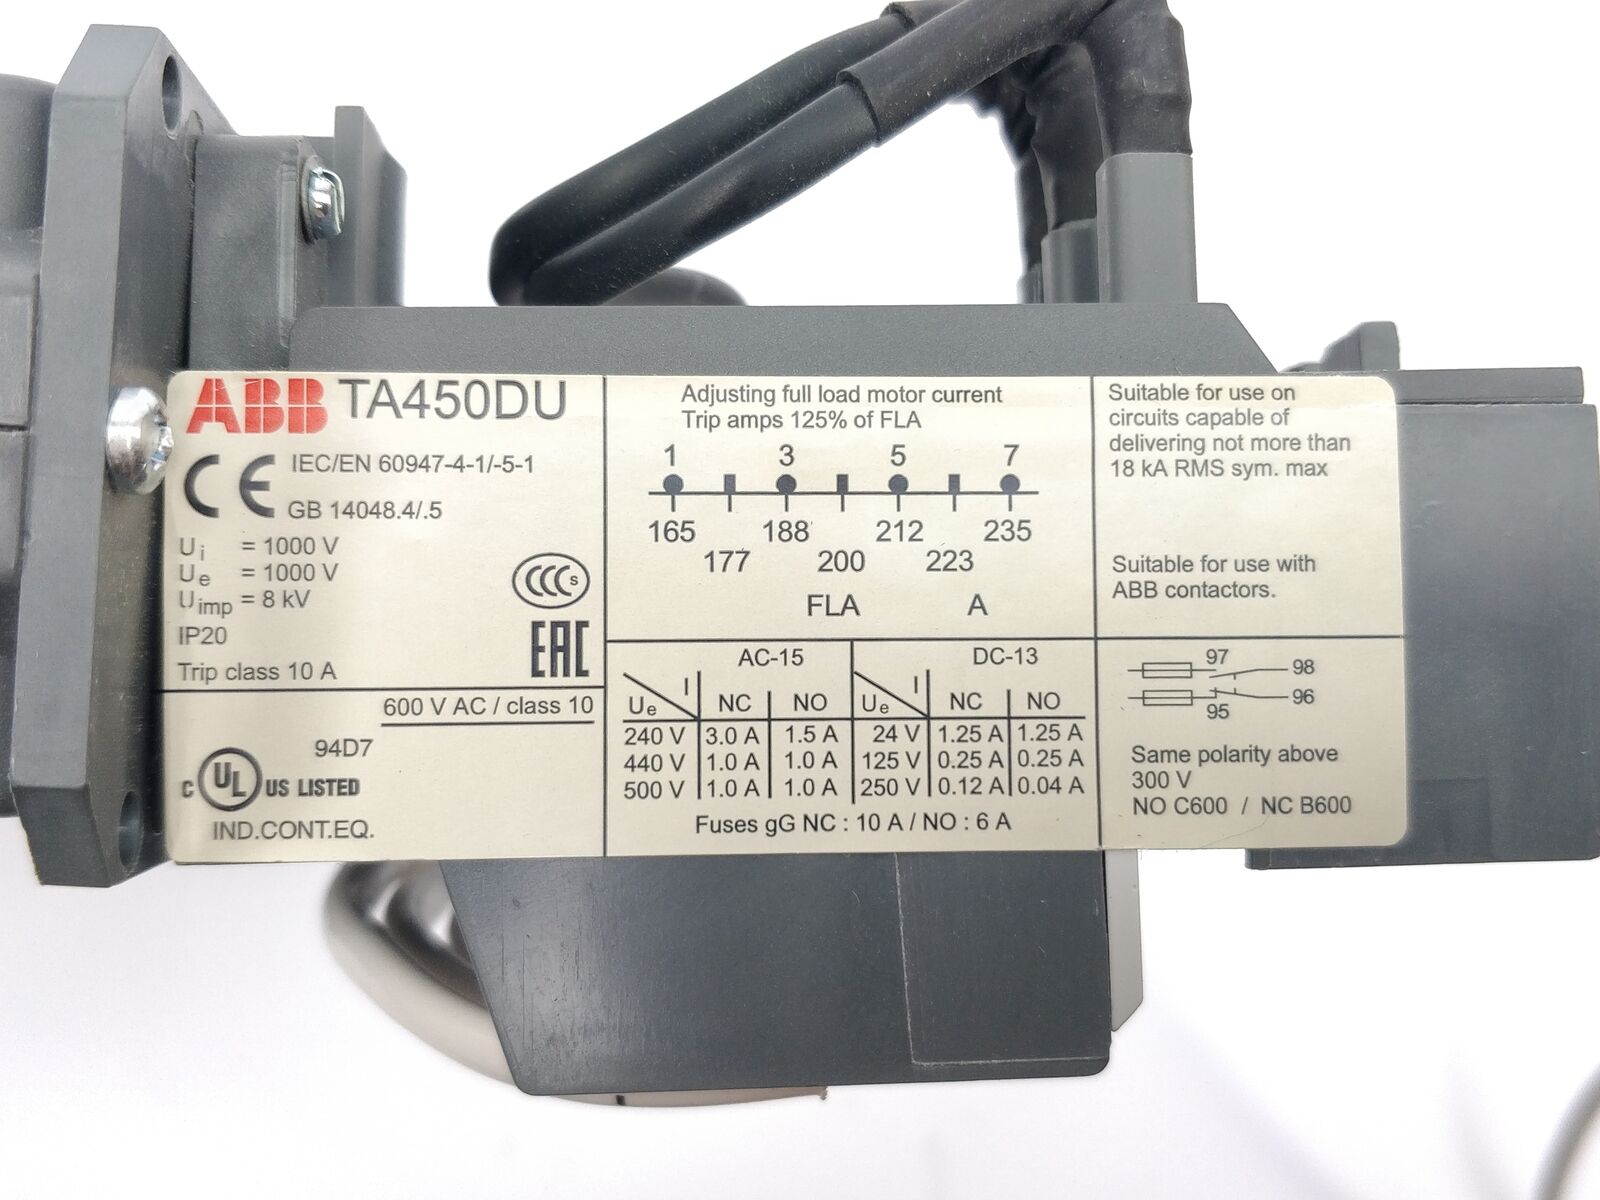 ABB TA450DU
CE IEC/EN 60947-4-1/-5-1
GB 14048.4/.5
Ui = 1000 V
Ue = 1000 V
Uimp = 8 kV
IP20
Trip class 10 A
CCC S
EAC
600 V AC / class 10
94D7
C UL US LISTED
IND.CONT.EQ.
Adjusting full load motor current
Trip amps 125% of FLA
1 3 5 7
165 188 212 235
177 200 223
FLA A
AC-15 DC-13
Ue I NC NO Ue I NC NO
240 V 3.0 A 1.5 A 24 V 1.25 A 1.25 A
440 V 1.0 A 1.0 A 125 V 0.25 A 0.25 A
500 V 1.0 A 1.0 A 250 V 0.12 A 0.04 A
Fuses gG NC : 10 A / NO : 6 A
Suitable for use on
circuits capable of
delivering not more than
18 kA RMS sym. max
Suitable for use with
ABB contactors.
97 98
95 96
Same polarity above
300 V
NO C600 / NC B600